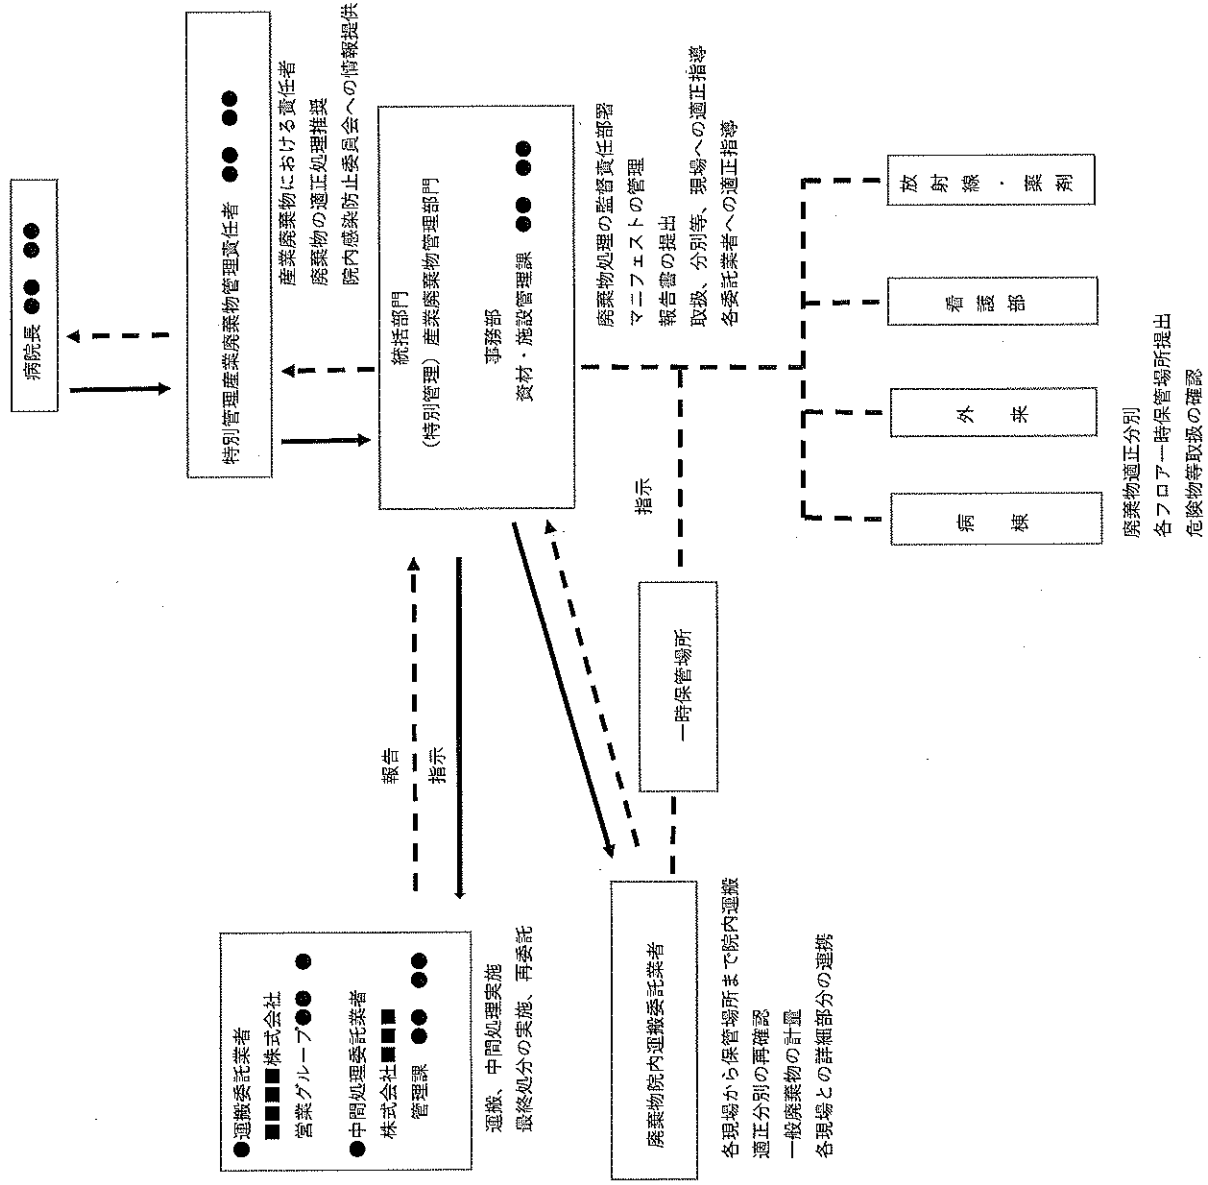 病院長 ●● ●●
特別管理産業廃棄物管理責任者 ●● ●●
産業廃棄物における責任者
廃棄物の適正処理推奨
院内感染防止委員会への情報提供
統括部門
（特別管理）産業廃棄物管理部門
事務部
資材・施設管理課 ●● ●●
廃棄物処理の監督責任部署
マニフェストの管理
報告書の提出
取扱、分別等、現場への適正指導
各委託業者への適正指導
報告
指示
●運搬委託業者
■■■■株式会社
営業グループ●● ●
●中間処理委託業者
株式会社■■■
管理課 ●● ●●
運搬、中間処理実施
最終処分の実施、再委託
指示
一時保管場所
廃棄物院内運搬委託業者
各現場から保管場所まで院内運搬
適正分別の再確認
一般廃棄物の計量
各現場との詳細部分の連携
病棟
外来
看護部
放射線・薬剤
廃棄物適正分別
各フロアー時保管場所提出
危険物等取扱の確認